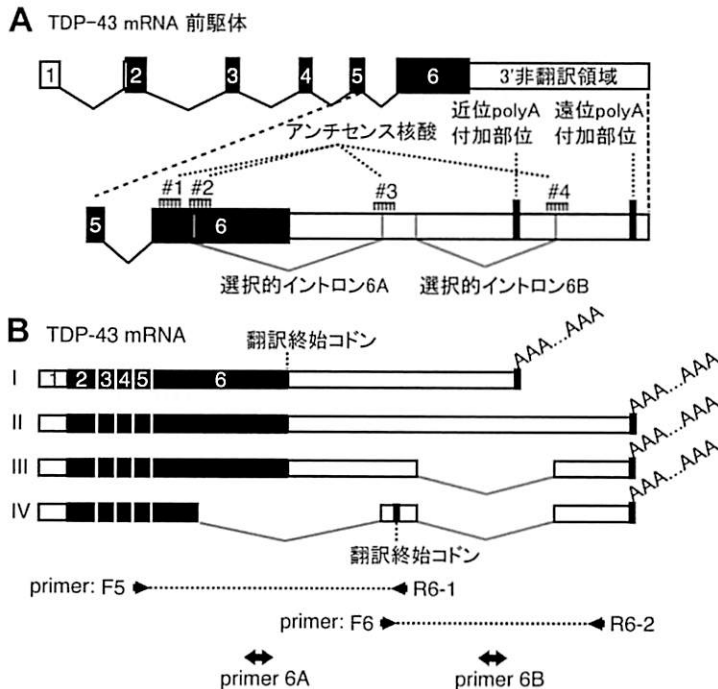 A TDP-43 mRNA 前駆体
1 2 3 4 5 6 3'非翻訳領域
アンチセンス核酸
近位polyA付加部位
遠位polyA付加部位
#1 #2 #3 #4
5 6
選択的イントロン6A 選択的イントロン6B
B TDP-43 mRNA
翻訳終始コドン
AAA...AAA
I 1 2 3 4 5 6
AAA...AAA
II
AAA...AAA
III
AAA...AAA
IV
翻訳終始コドン
primer: F5 R6-1
primer: F6 R6-2
primer 6A primer 6B